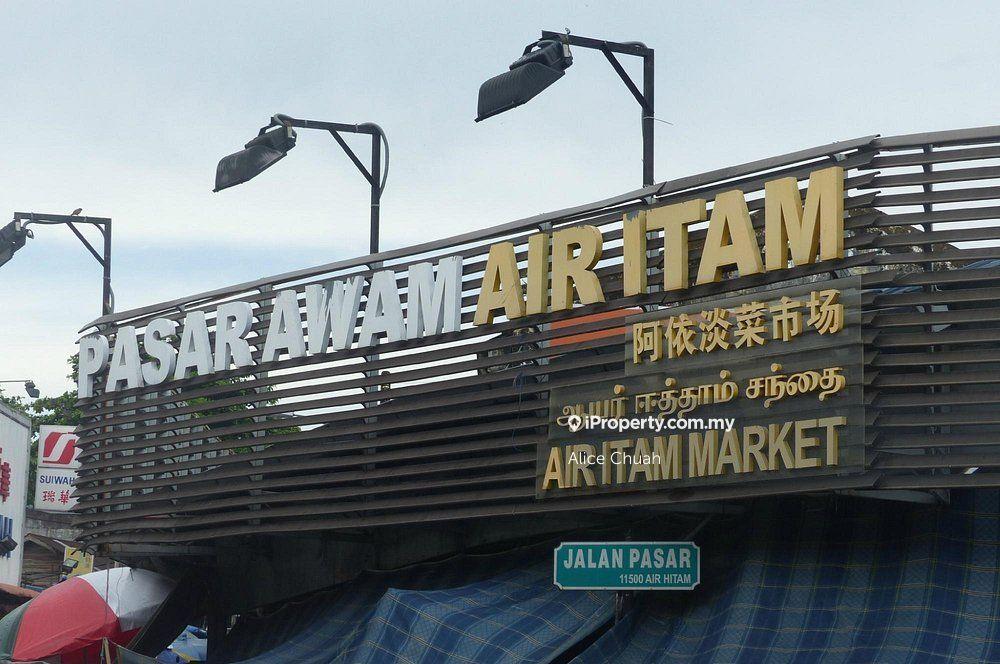 PASAR AWAM AIR ITAM
阿依淡菜市场
ஆயர் ஈத்தாம் சந்தை
iProperty.com.my
Alice Chuah
AIR ITAM MARKET
JALAN PASAR
11500 AIR HITAM
SUIWAH
瑞華